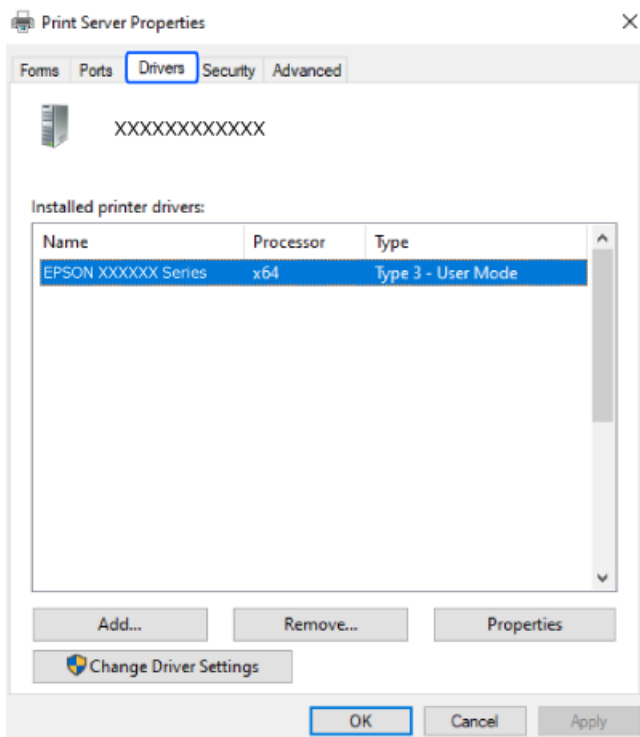 Print Server Properties
Forms Ports Drivers Security Advanced
XXXXXXXXXXXX
Installed printer drivers:
Name Processor Type
EPSON XXXXXX Series x64 Type 3 - User Mode
Add... Remove... Properties
Change Driver Settings
OK Cancel Apply